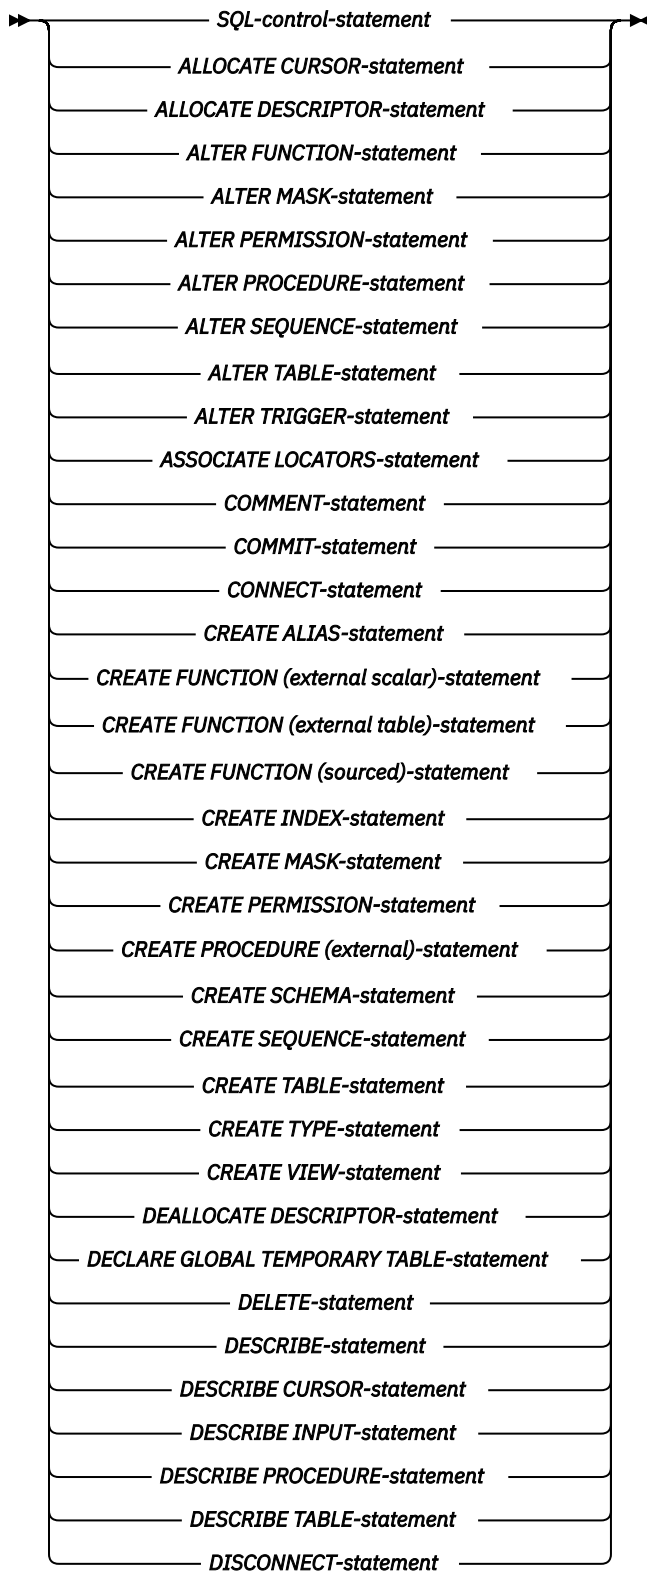 SQL-control-statement
ALLOCATE CURSOR-statement
ALLOCATE DESCRIPTOR-statement
ALTER FUNCTION-statement
ALTER MASK-statement
ALTER PERMISSION-statement
ALTER PROCEDURE-statement
ALTER SEQUENCE-statement
ALTER TABLE-statement
ALTER TRIGGER-statement
ASSOCIATE LOCATORS-statement
COMMENT-statement
COMMIT-statement
CONNECT-statement
CREATE ALIAS-statement
CREATE FUNCTION (external scalar)-statement
CREATE FUNCTION (external table)-statement
CREATE FUNCTION (sourced)-statement
CREATE INDEX-statement
CREATE MASK-statement
CREATE PERMISSION-statement
CREATE PROCEDURE (external)-statement
CREATE SCHEMA-statement
CREATE SEQUENCE-statement
CREATE TABLE-statement
CREATE TYPE-statement
CREATE VIEW-statement
DEALLOCATE DESCRIPTOR-statement
DECLARE GLOBAL TEMPORARY TABLE-statement
DELETE-statement
DESCRIBE-statement
DESCRIBE CURSOR-statement
DESCRIBE INPUT-statement
DESCRIBE PROCEDURE-statement
DESCRIBE TABLE-statement
DISCONNECT-statement